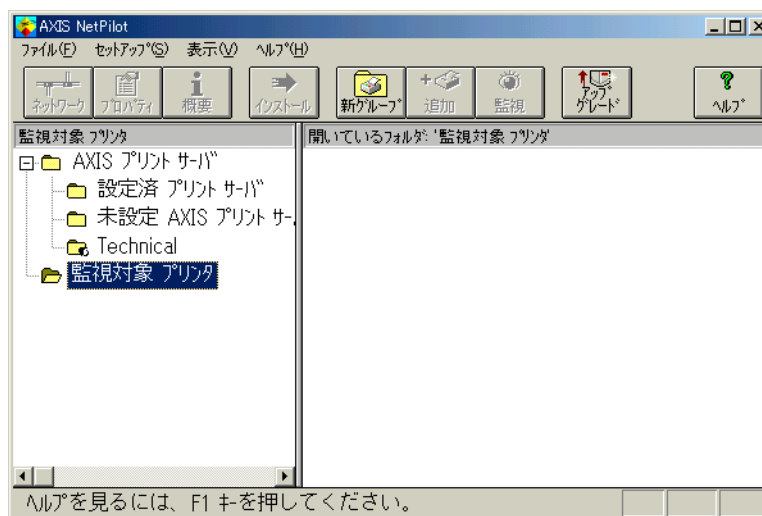 AXIS NetPilot
ファイル(F) セットアップ(S) 表示(V) ヘルプ(H)
ネットワーク プロパティ 概要 インストール 新グループ 追加 監視 アップグレード ヘルプ
監視対象 プリンタ
開いているフォルダ: '監視対象 プリンタ'
AXIS プリント サーバ
設定済 プリント サーバ
未設定 AXIS プリント サー
Technical
監視対象 プリンタ
ヘルプを見るには、F1 キーを押してください。